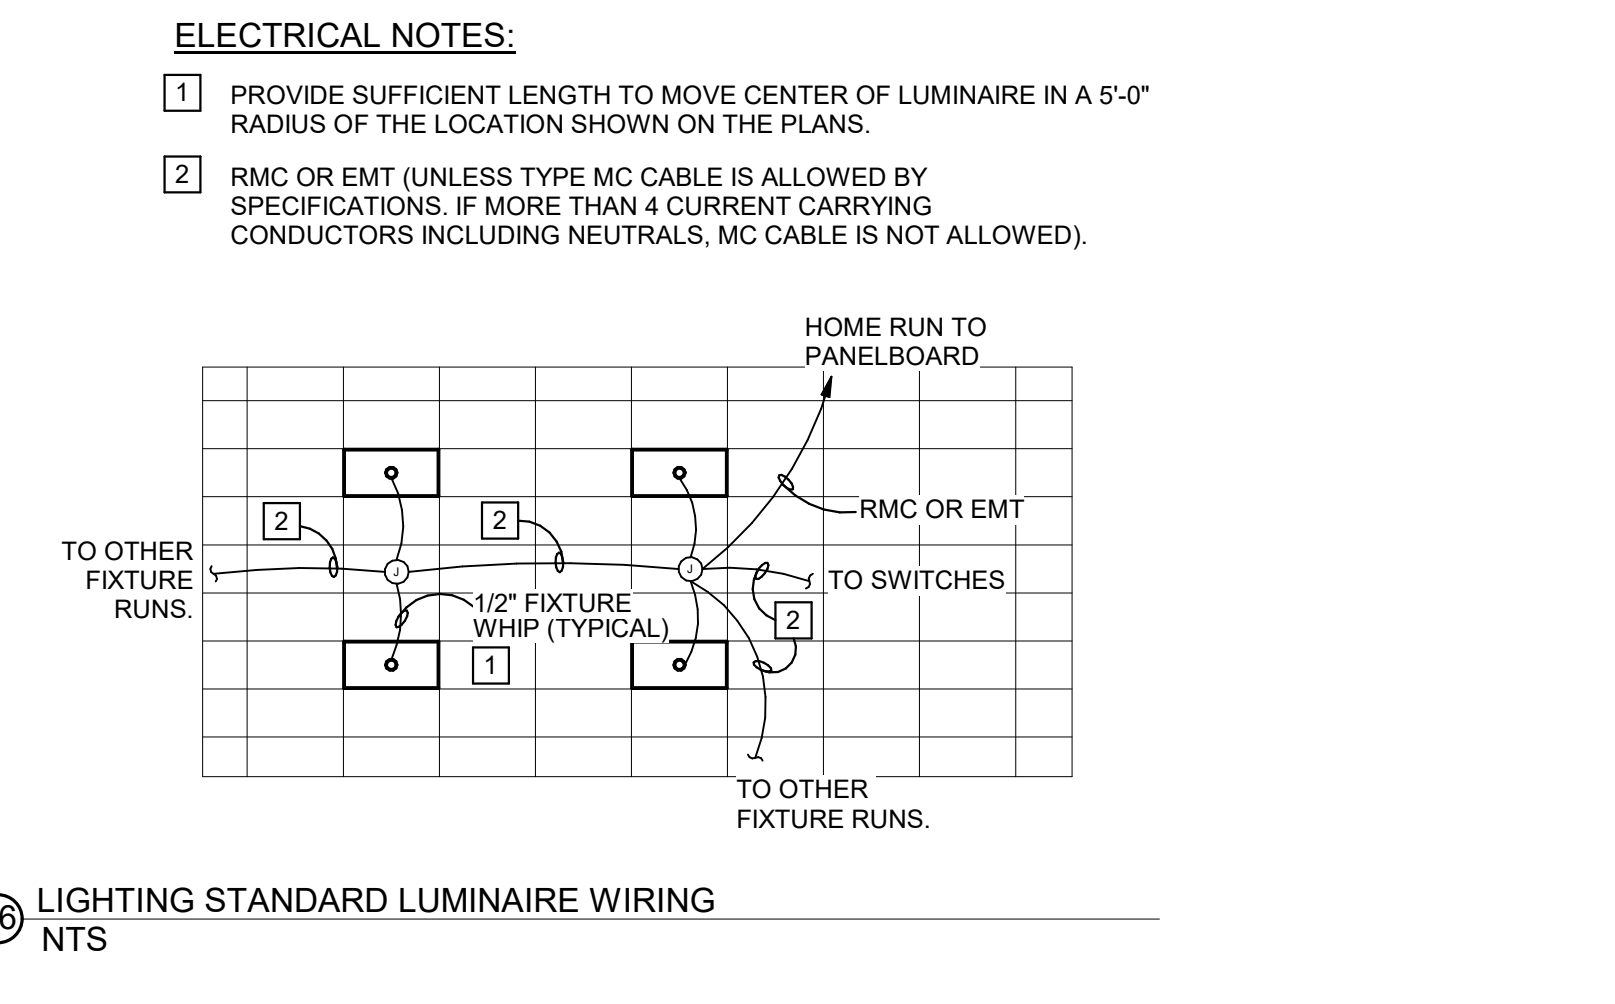 ELECTRICAL NOTES:
1 PROVIDE SUFFICIENT LENGTH TO MOVE CENTER OF LUMINAIRE IN A 5'-0"
RADIUS OF THE LOCATION SHOWN ON THE PLANS.
2 RMC OR EMT (UNLESS TYPE MC CABLE IS ALLOWED BY
SPECIFICATIONS. IF MORE THAN 4 CURRENT CARRYING
CONDUCTORS INCLUDING NEUTRALS, MC CABLE IS NOT ALLOWED).
HOME RUN TO
PANELBOARD
RMC OR EMT
2
2
TO OTHER
FIXTURE
RUNS.
J
J
TO SWITCHES
1/2" FIXTURE
WHIP (TYPICAL)
2
1
TO OTHER
FIXTURE RUNS.
6 LIGHTING STANDARD LUMINAIRE WIRING
NTS